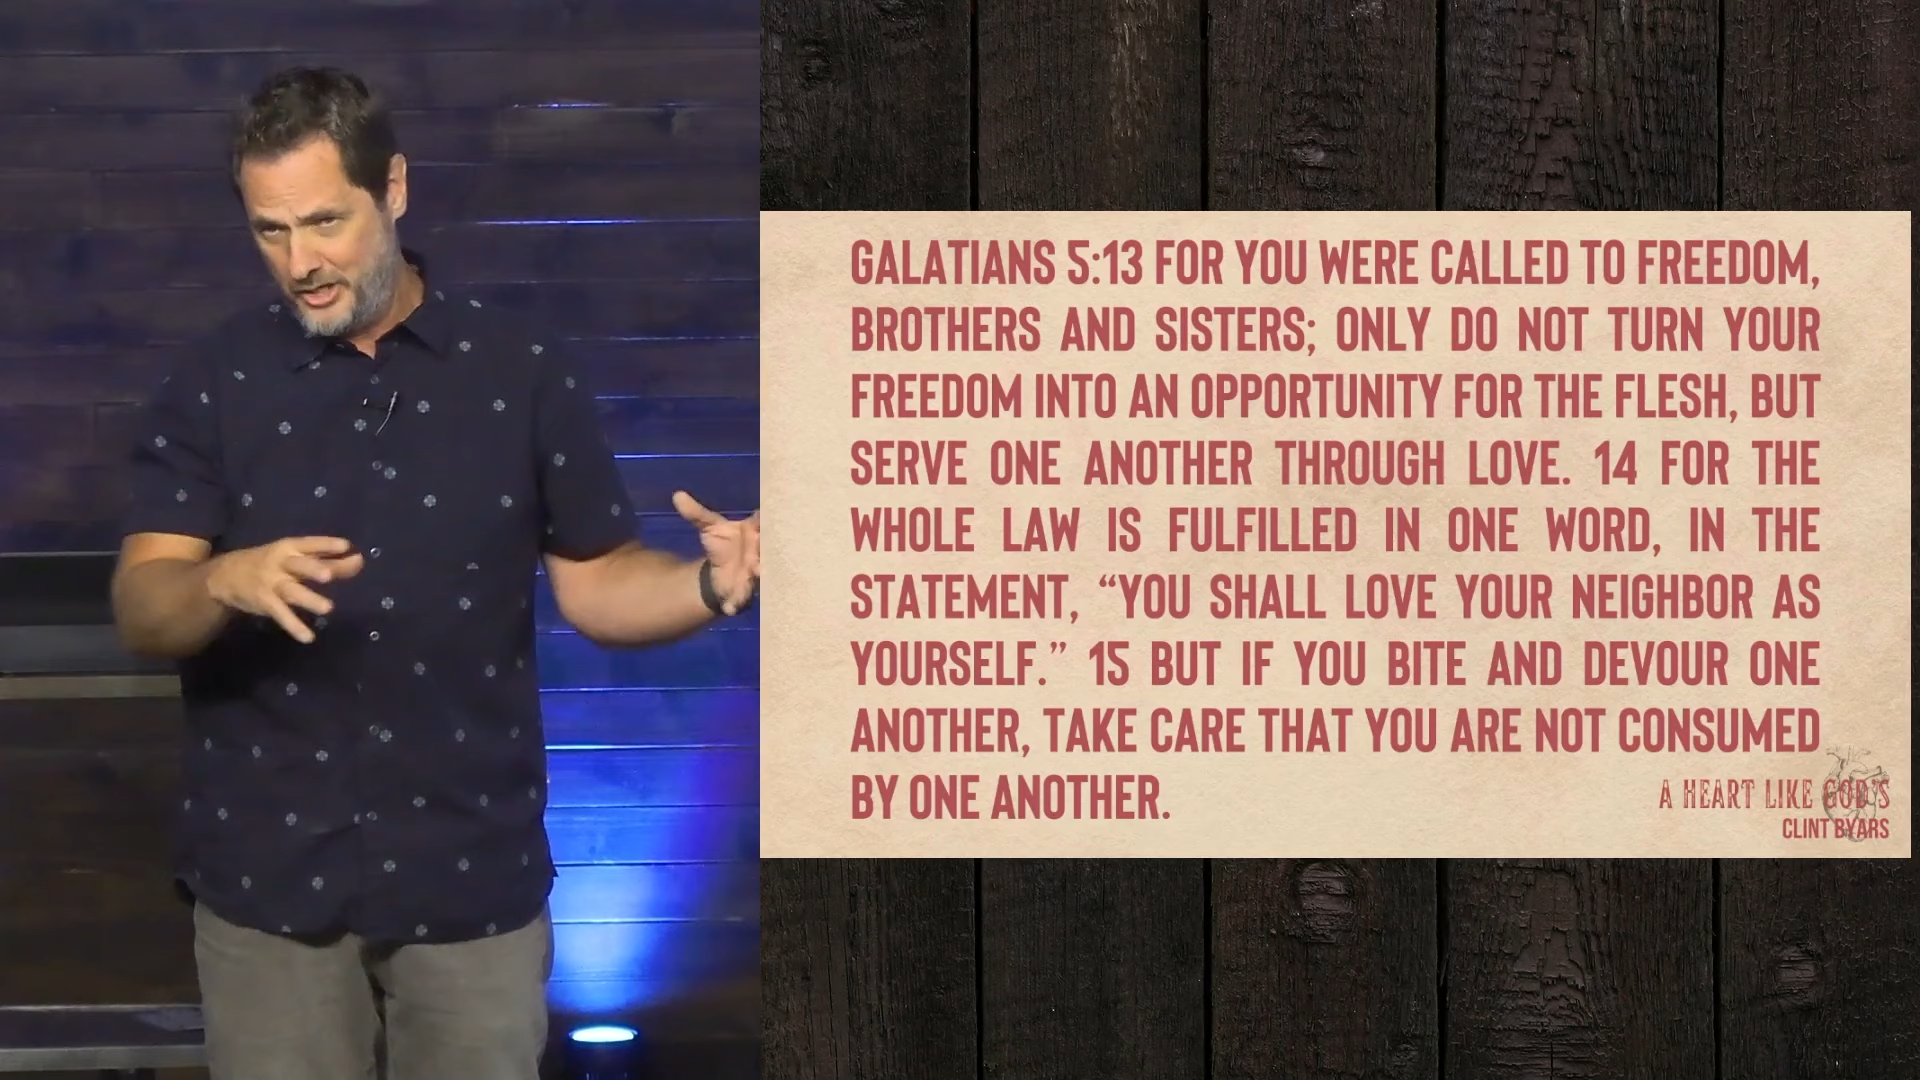 GALATIANS 5:13 FOR YOU WERE CALLED TO FREEDOM,
BROTHERS AND SISTERS; ONLY DO NOT TURN YOUR
FREEDOM INTO AN OPPORTUNITY FOR THE FLESH, BUT
SERVE ONE ANOTHER THROUGH LOVE. 14 FOR THE
WHOLE LAW IS FULFILLED IN ONE WORD, IN THE
STATEMENT, “YOU SHALL LOVE YOUR NEIGHBOR AS
YOURSELF.” 15 BUT IF YOU BITE AND DEVOUR ONE
ANOTHER, TAKE CARE THAT YOU ARE NOT CONSUMED
BY ONE ANOTHER.
A HEART LIKE GOD'S
CLINT BYARS